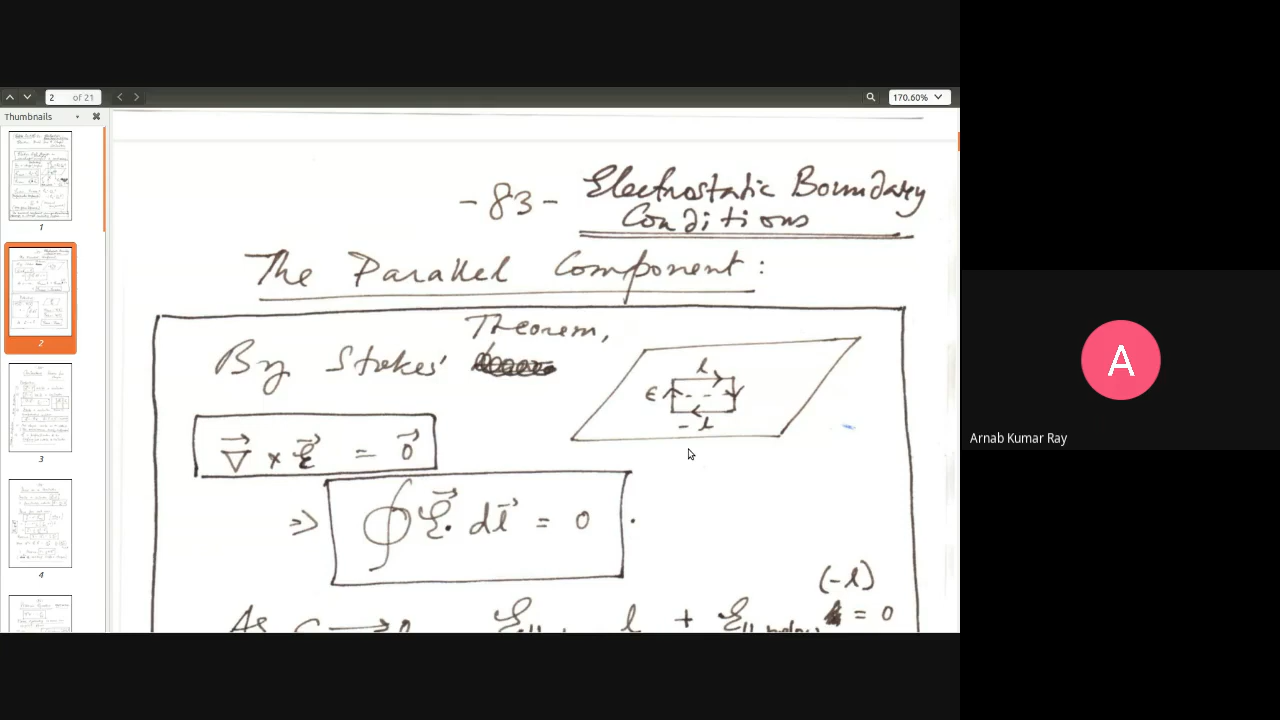 2 of 21
170.60%
Thumbnails
1
2
3
4
- 83 - Electrostatic Boundary
Conditions
The Parallel Component:
By Stokes' Theorem,
l
ϵ
-l
∇⃗ × ℰ⃗ = 0⃗
⇒ ∮ ℰ⃗ · dl⃗ = 0 .
(-l)
l + = 0
A
Arnab Kumar Ray